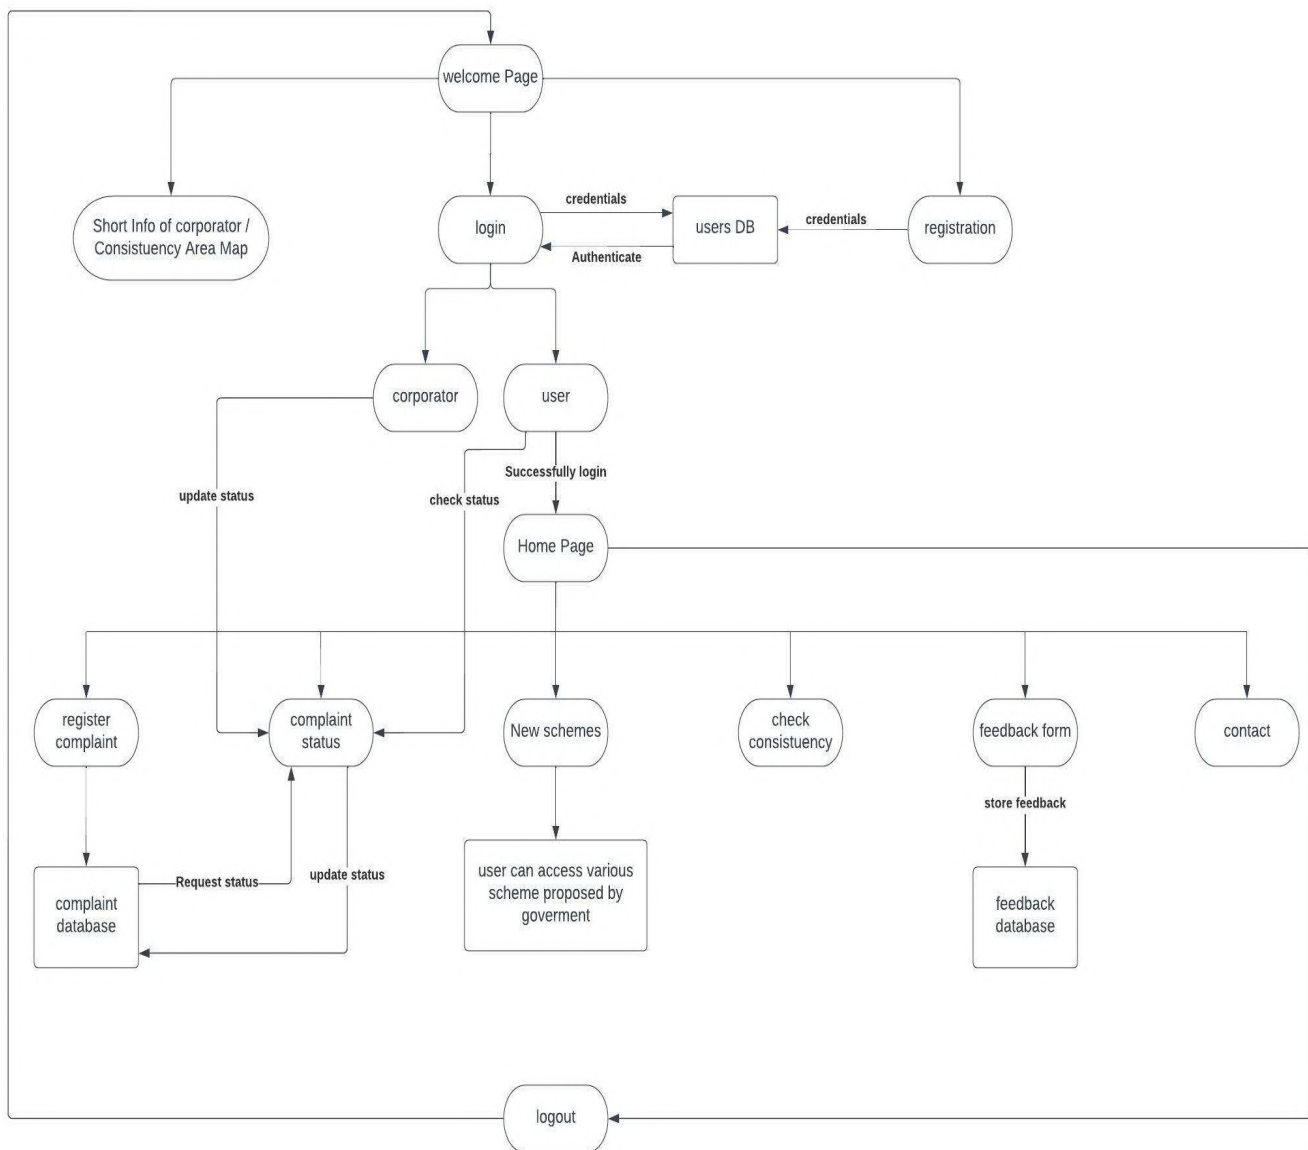 welcome Page
Short Info of corporator /
Consistuency Area Map
login
credentials
Authenticate
users DB
credentials
registration
corporator
user
update status
check status
Successfully login
Home Page
register
complaint
complaint
status
New schemes
check
consistuency
feedback form
contact
store feedback
complaint
database
Request status
update status
user can access various
scheme proposed by
goverment
feedback
database
logout